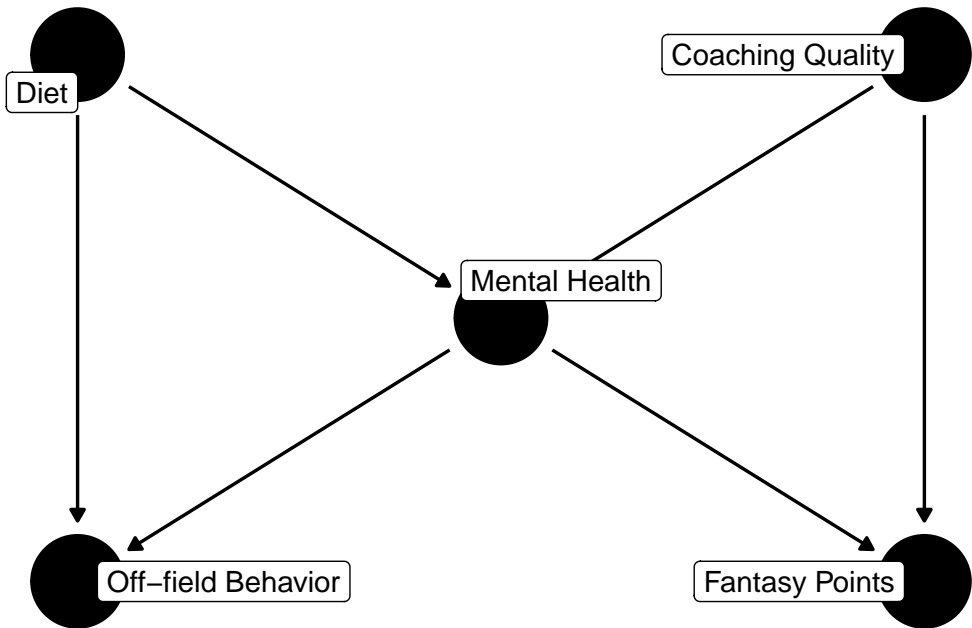 Coaching Quality
Diet
Mental Health
Off−field Behavior
Fantasy Points